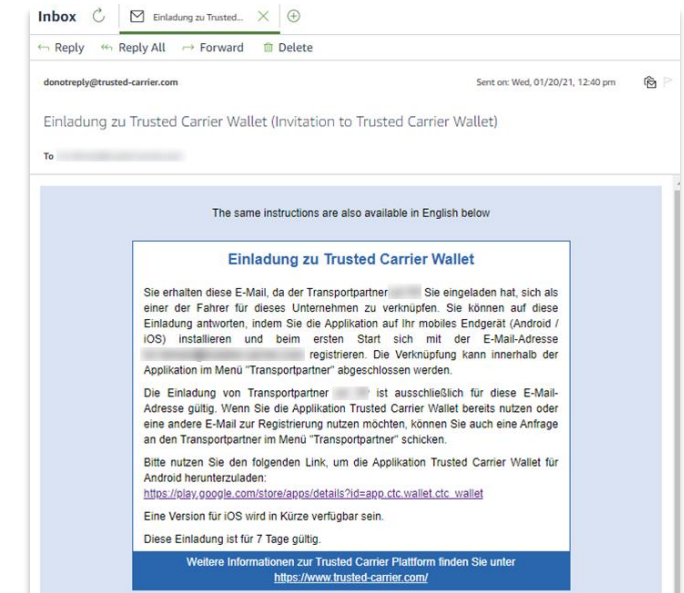 Inbox
Einladung zu Trusted...
Reply Reply All Forward Delete
donotreply@trusted-carrier.com Sent on: Wed, 01/20/21, 12:40 pm
Einladung zu Trusted Carrier Wallet (Invitation to Trusted Carrier Wallet)
To
The same instructions are also available in English below
Einladung zu Trusted Carrier Wallet
Sie erhalten diese E-Mail, da der Transportpartner Sie eingeladen hat, sich als
einer der Fahrer für dieses Unternehmen zu verknüpfen. Sie können auf diese
Einladung antworten, indem Sie die Applikation auf Ihr mobiles Endgerät (Android /
iOS) installieren und beim ersten Start sich mit der E-Mail-Adresse
registrieren. Die Verknüpfung kann innerhalb der
Applikation im Menü "Transportpartner" abgeschlossen werden.
Die Einladung von Transportpartner ist ausschließlich für diese E-Mail-
Adresse gültig. Wenn Sie die Applikation Trusted Carrier Wallet bereits nutzen oder
eine andere E-Mail zur Registrierung nutzen möchten, können Sie auch eine Anfrage
an den Transportpartner im Menü "Transportpartner" schicken.
Bitte nutzen Sie den folgenden Link, um die Applikation Trusted Carrier Wallet für
Android herunterzuladen:
https://play.google.com/store/apps/details?id=app.ctc.wallet.ctc_wallet
Eine Version für iOS wird in Kürze verfügbar sein.
Diese Einladung ist für 7 Tage gültig.
Weitere Informationen zur Trusted Carrier Plattform finden Sie unter
https://www.trusted-carrier.com/